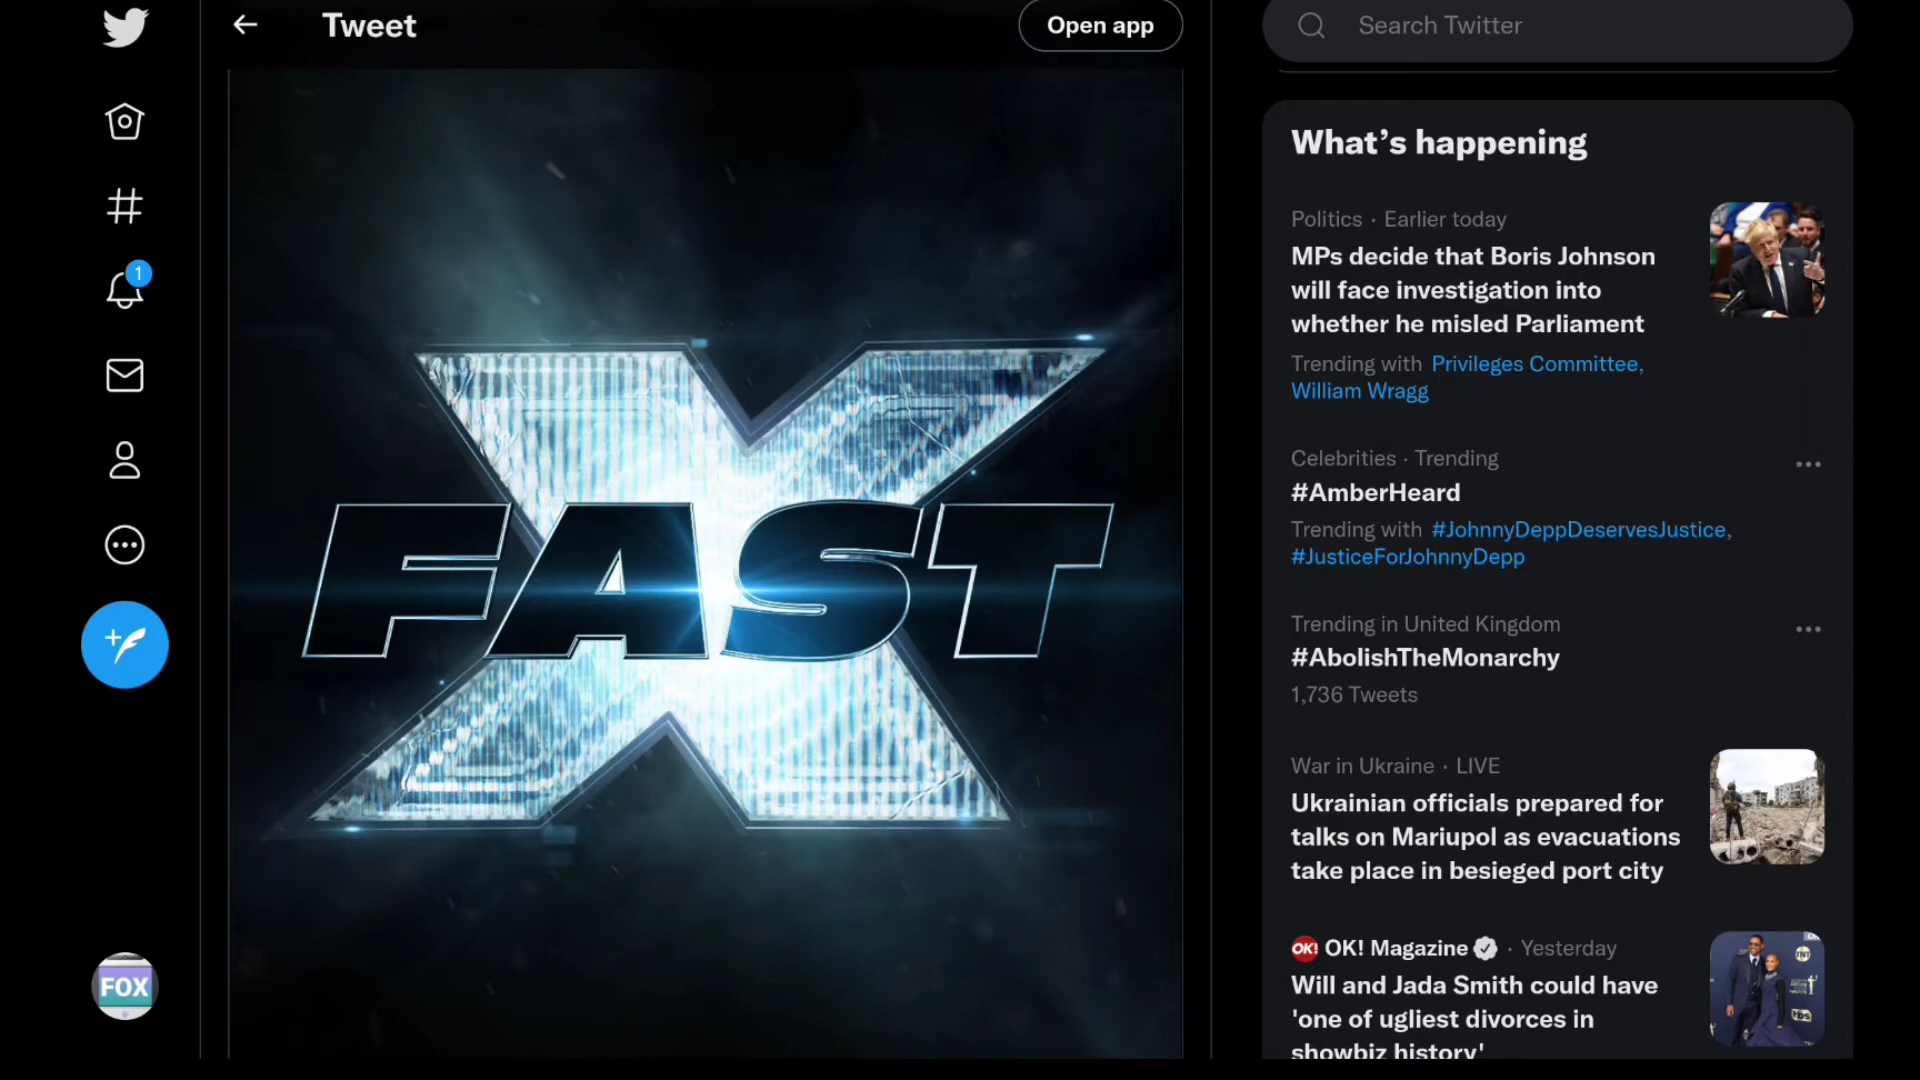 Tweet
Open app
Search Twitter
1
X
FAST
FOX
What’s happening
Politics · Earlier today
MPs decide that Boris Johnson
will face investigation into
whether he misled Parliament
Trending with Privileges Committee,
William Wragg
Celebrities · Trending
#AmberHeard
Trending with #JohnnyDeppDeservesJustice,
#JusticeForJohnnyDepp
Trending in United Kingdom
#AbolishTheMonarchy
1,736 Tweets
War in Ukraine · LIVE
Ukrainian officials prepared for
talks on Mariupol as evacuations
take place in besieged port city
OK! OK! Magazine · Yesterday
Will and Jada Smith could have
'one of ugliest divorces in
showbiz history'
TNT
tbs